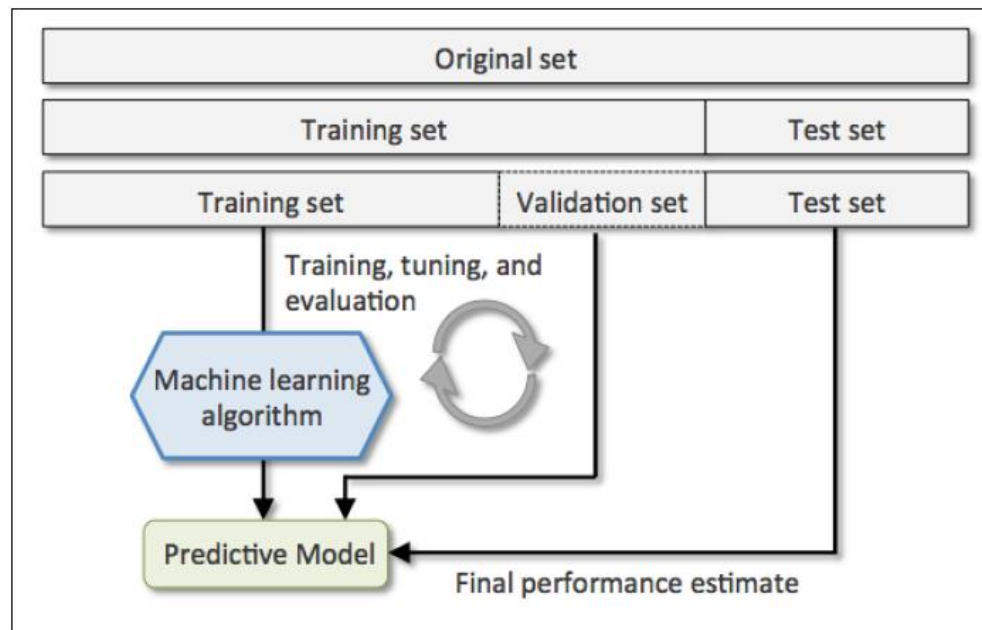 Original set
Training set
Test set
Training set
Validation set
Test set
Training, tuning, and
evaluation
Machine learning
algorithm
Predictive Model
Final performance estimate